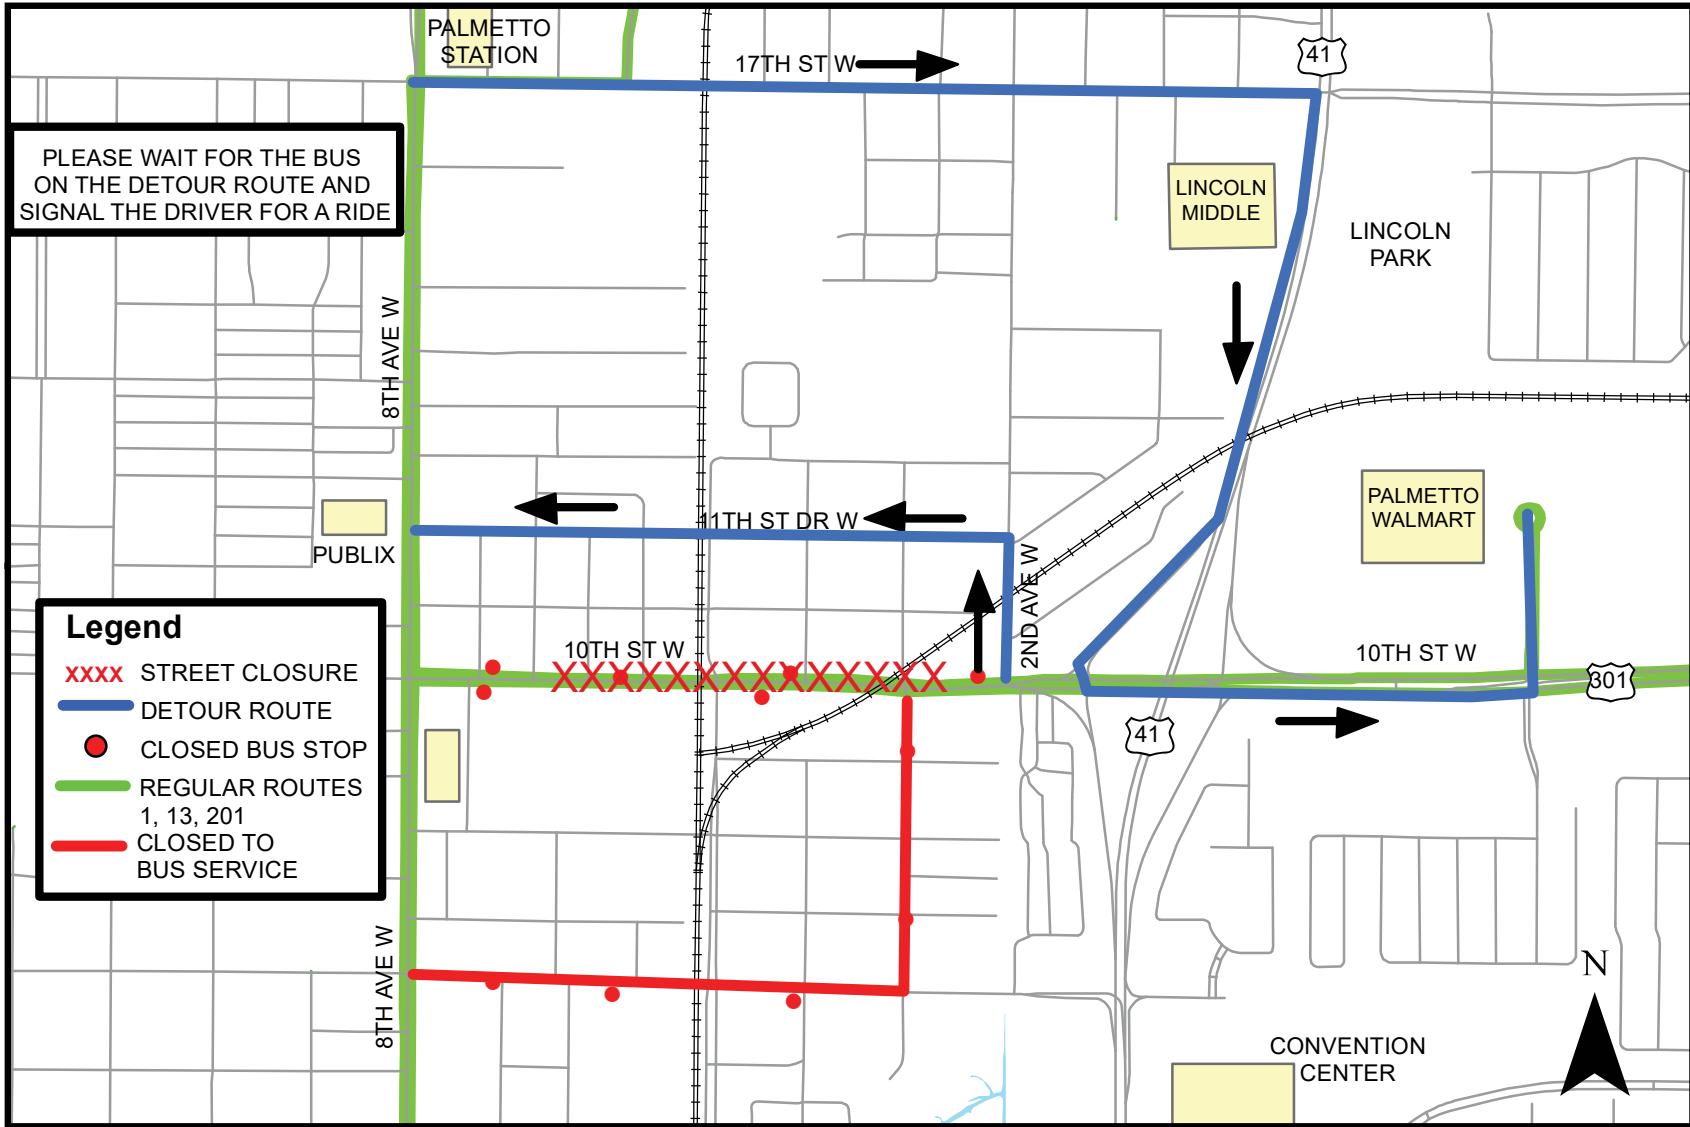 PALMETTO
STATION
17TH ST W
41
PLEASE WAIT FOR THE BUS
ON THE DETOUR ROUTE AND
SIGNAL THE DRIVER FOR A RIDE
LINCOLN
MIDDLE
LINCOLN
PARK
8TH AVE W
PALMETTO
WALMART
11TH ST DR W
PUBLIX
2ND AVE W
Legend
XXXX STREET CLOSURE
DETOUR ROUTE
CLOSED BUS STOP
REGULAR ROUTES
1, 13, 201
CLOSED TO
BUS SERVICE
10TH ST W
XXXXXXXXXXXXX
10TH ST W
301
41
8TH AVE W
N
CONVENTION
CENTER